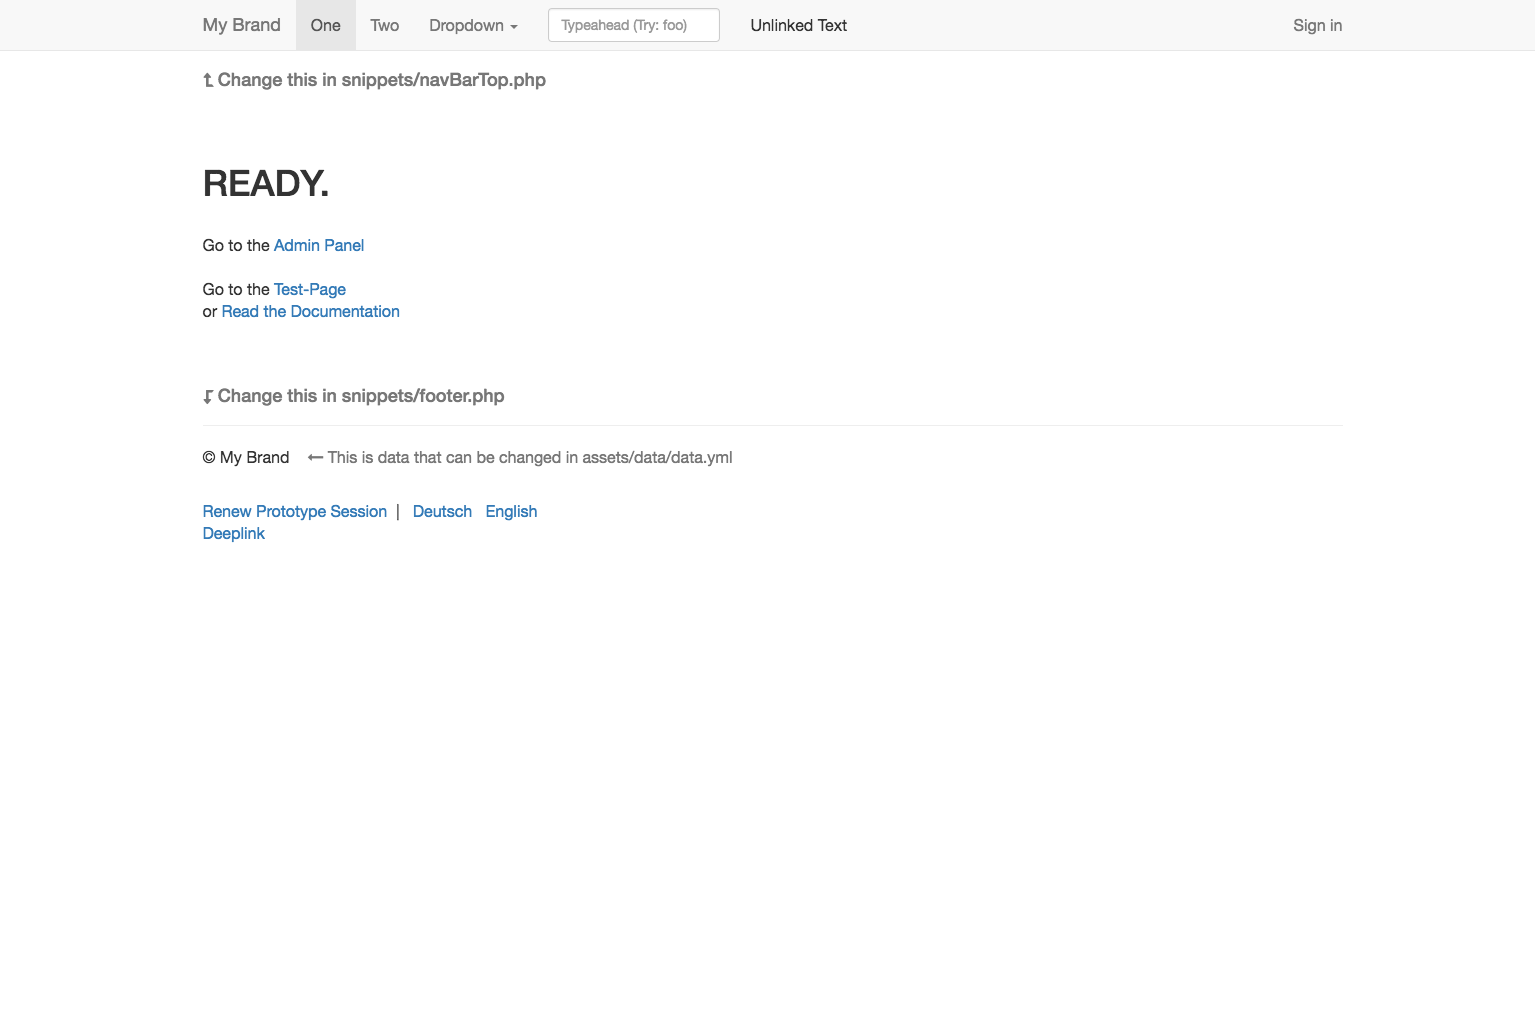 My Brand One Two Dropdown Typeahead (Try: foo) Unlinked Text Sign in
Change this in snippets/navBarTop.php
READY.
Go to the Admin Panel
Go to the Test-Page
or Read the Documentation
Change this in snippets/footer.php
© My Brand ← This is data that can be changed in assets/data/data.yml
Renew Prototype Session | Deutsch English
Deeplink